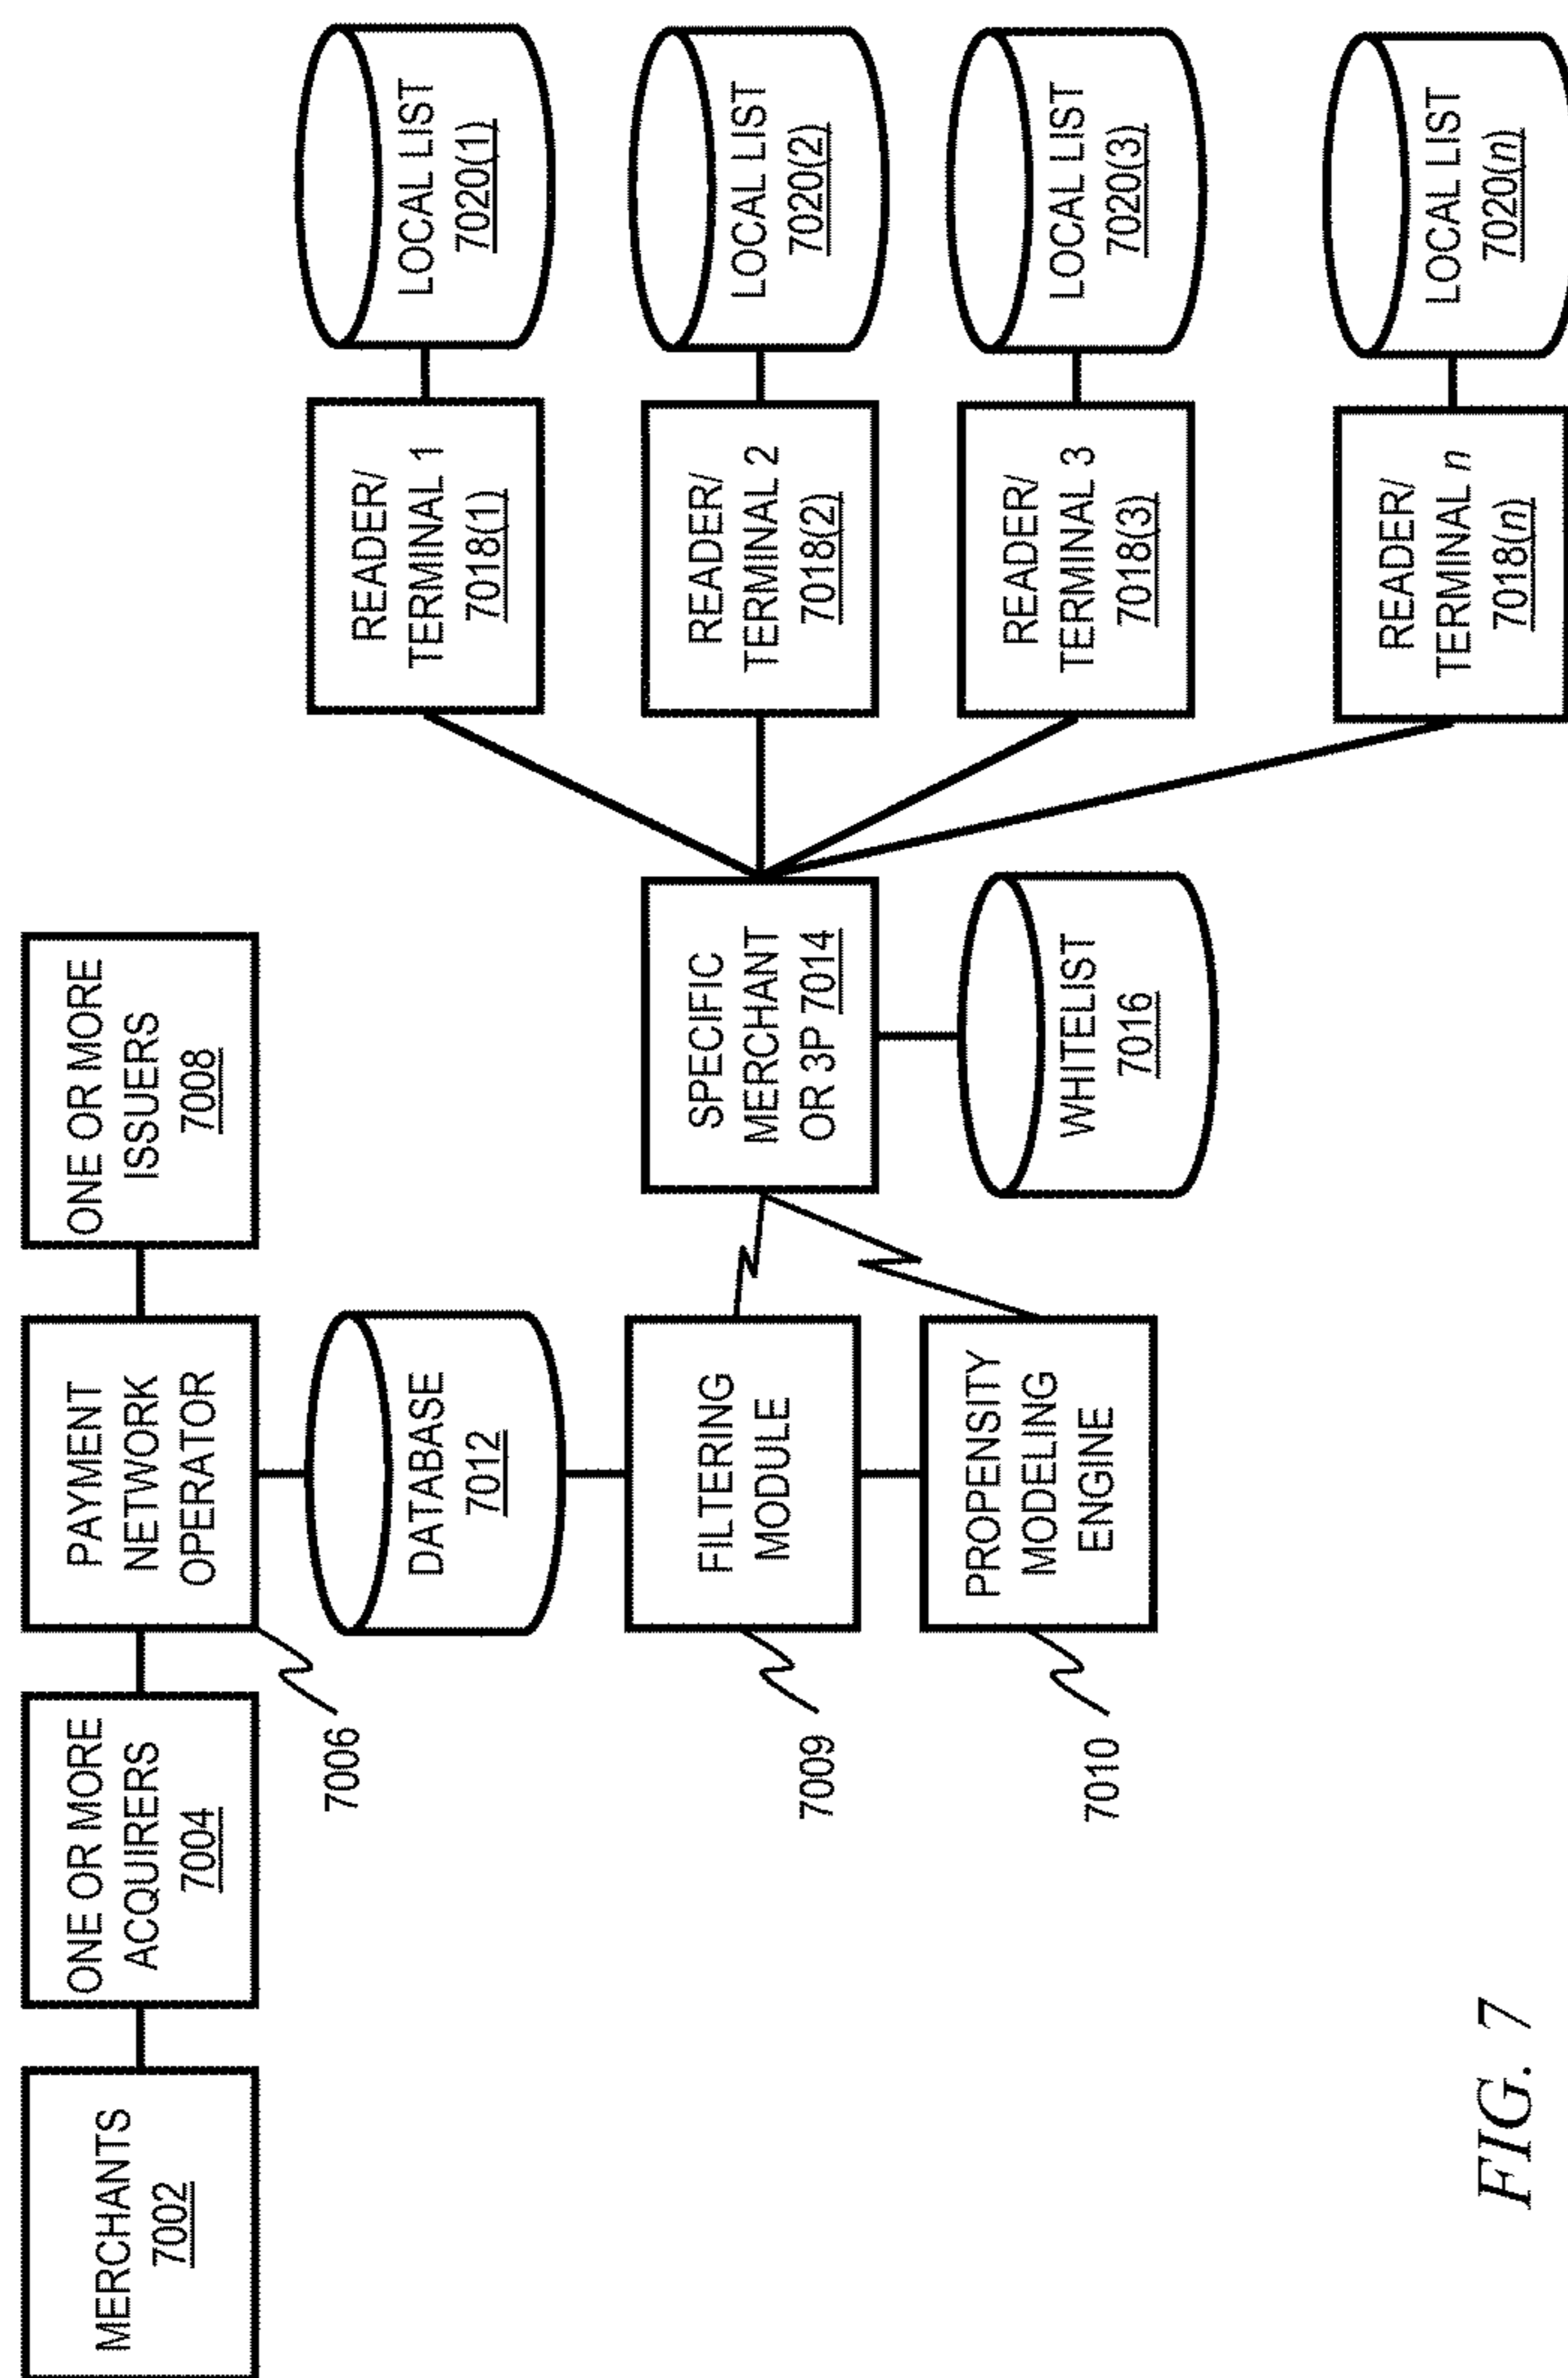 MERCHANTS
7002
ONE OR MORE
ACQUIRERS
7004
PAYMENT
NETWORK
OPERATOR
7006
ONE OR MORE
ISSUERS
7008
DATABASE
7012
FILTERING
MODULE
7009
PROPENSITY
MODELING
ENGINE
7010
SPECIFIC
MERCHANT
OR 3P 7014
WHITELIST
7016
READER/
TERMINAL 1
7018(1)
LOCAL LIST
7020(1)
READER/
TERMINAL 2
7018(2)
LOCAL LIST
7020(2)
READER/
TERMINAL 3
7018(3)
LOCAL LIST
7020(3)
READER/
TERMINAL n
7018(n)
LOCAL LIST
7020(n)
FIG. 7